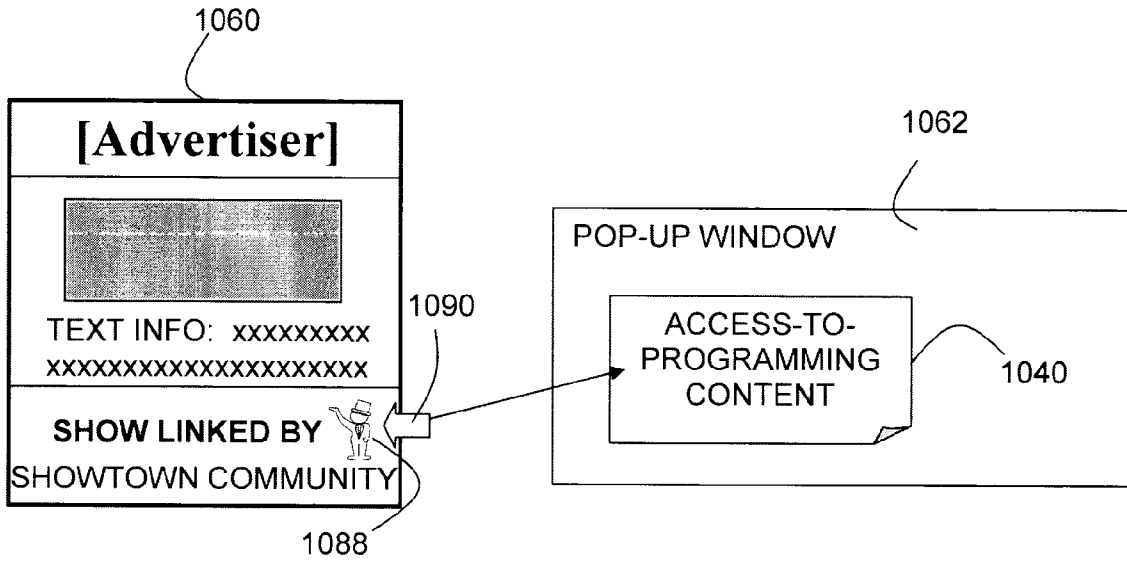 1060
[Advertiser]
TEXT INFO: xxxxxxxxx
xxxxxxxxxxxxxxxxxxxxx
SHOW LINKED BY
SHOWTOWN COMMUNITY
1088
1090
1062
POP-UP WINDOW
ACCESS-TO-
PROGRAMMING
CONTENT
1040